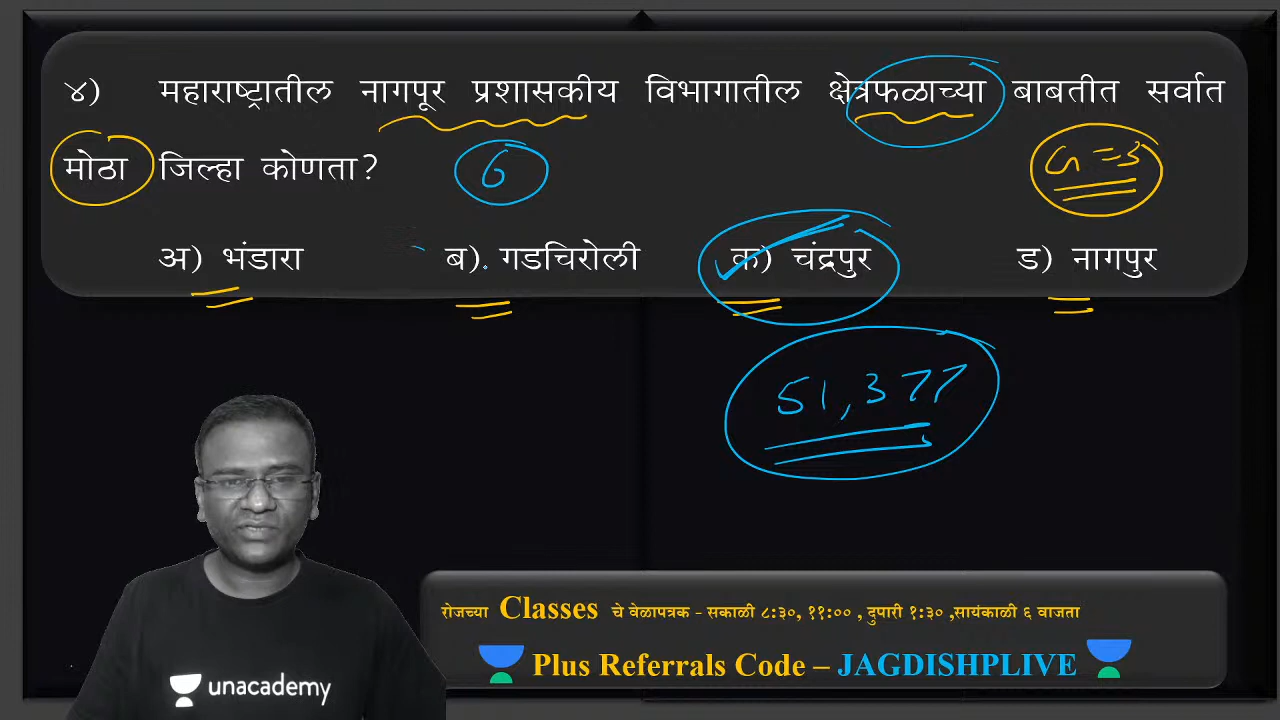 ४) महाराष्ट्रातील नागपूर प्रशासकीय विभागातील क्षेत्रफळाच्या बाबतीत सर्वात
मोठा जिल्हा कोणता?
6
अ) भंडारा ब). गडचिरोली क) चंद्रपुर ड) नागपुर
51,377
रोजच्या Classes चे वेळापत्रक - सकाळी ८:३०, ११:०० , दुपारी १:३० ,सायंकाळी ६ वाजता
Plus Referrals Code – JAGDISHPLIVE
unacademy